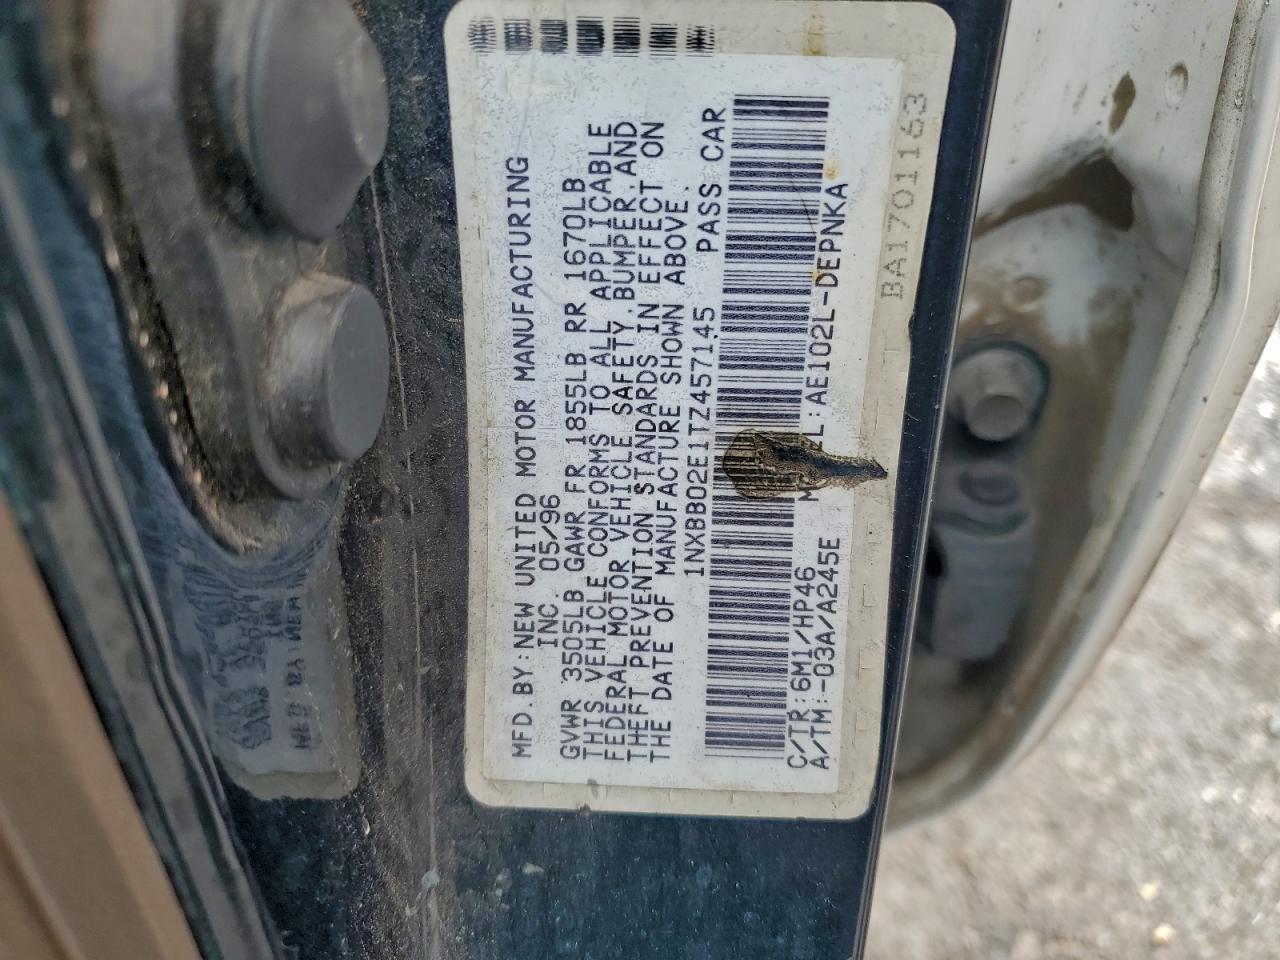 MFD. BY: NEW UNITED MOTOR MANUFACTURING
INC. 05/96
GVWR 3505LB GAWR FR 1855LB RR 1670LB
THIS VEHICLE CONFORMS TO ALL APPLICABLE
FEDERAL MOTOR VEHICLE SAFETY, BUMPER, AND
THEFT PREVENTION STANDARDS IN EFFECT ON
THE DATE OF MANUFACTURE SHOWN ABOVE.
1NXBB02E1TZ457145 PASS CAR
C/TR: 6M1/HP46 AE102L-DEPNKA
A/TM:-03A/A245E
BA1701163